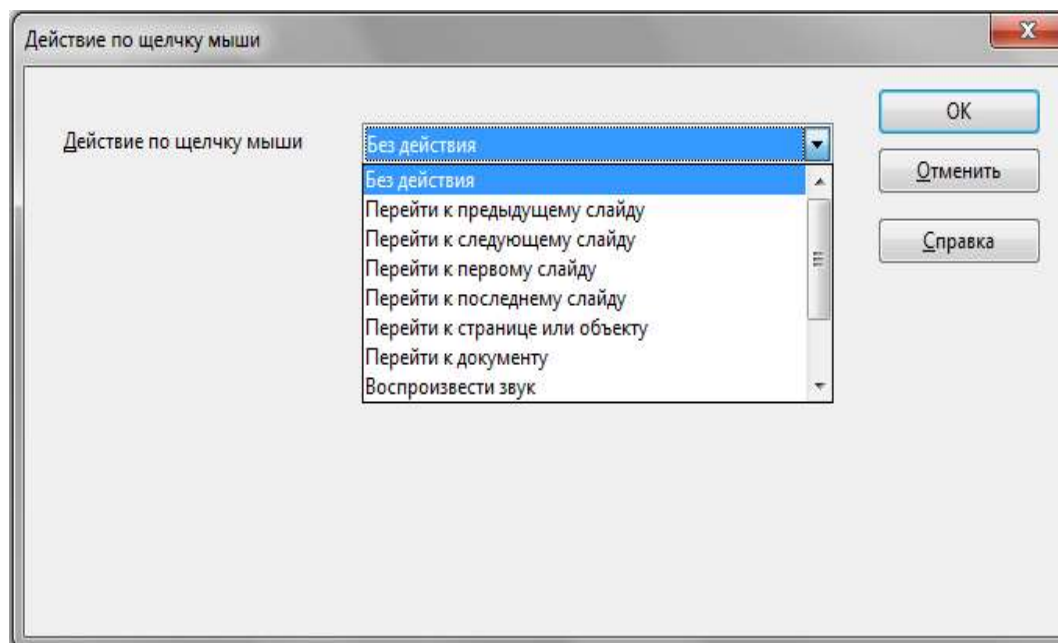 Действие по щелчку мыши
OK
Действие по щелчку мыши
Без действия
Отменить
Без действия
Перейти к предыдущему слайду
Перейти к следующему слайду
Справка
Перейти к первому слайду
Перейти к последнему слайду
Перейти к странице или объекту
Перейти к документу
Воспроизвести звук